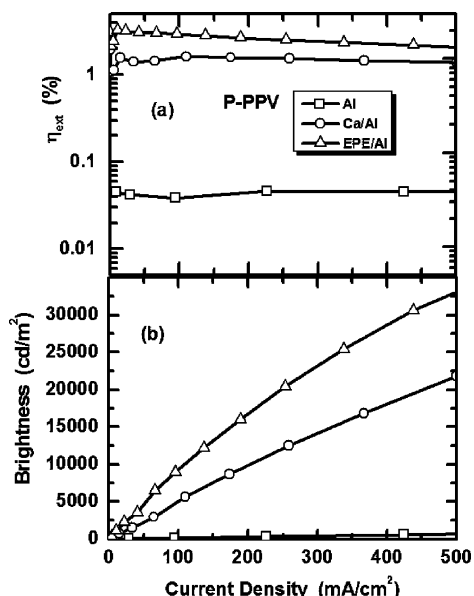 (a)
P-PPV
Al
Ca/Al
EPE/Al
η_ext (%)
1
0.1
0.01
(b)
Brightness (cd/m²)
30000
25000
20000
15000
10000
5000
0
0 100 200 300 400 500
Current Density (mA/cm²)